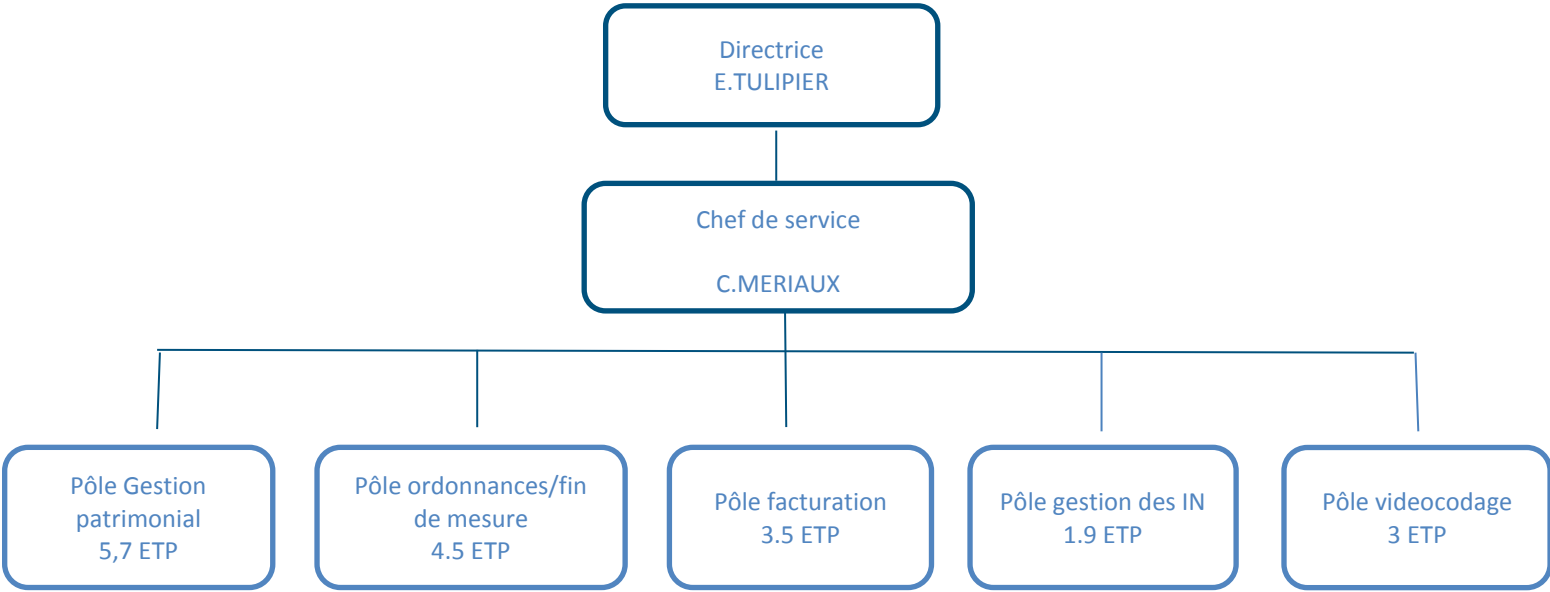 Directrice
E.TULIPIER
Chef de service
C.MERIAUX
Pôle Gestion
patrimonial
5,7 ETP
Pôle ordonnances/fin
de mesure
4.5 ETP
Pôle facturation
3.5 ETP
Pôle gestion des IN
1.9 ETP
Pôle videocodage
3 ETP